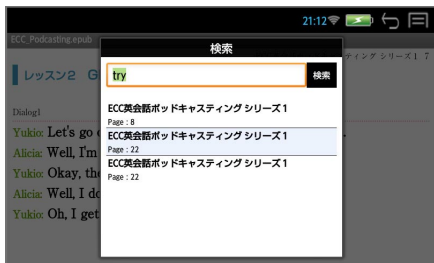 21:12
ECC_Podcasting.epub
検索
ティング シリーズ1 7
レッスン2 G
try
検索
ECC英会話ポッドキャスティング シリーズ1
Page : 8
ECC英会話ポッドキャスティング シリーズ1
Page : 22
ECC英会話ポッドキャスティング シリーズ1
Page : 22
Dialog1
Yukio: Let's go
Alicia: Well, I'm
Yukio: Okay, the
Alicia: Well, I do
Yukio: Oh, I get